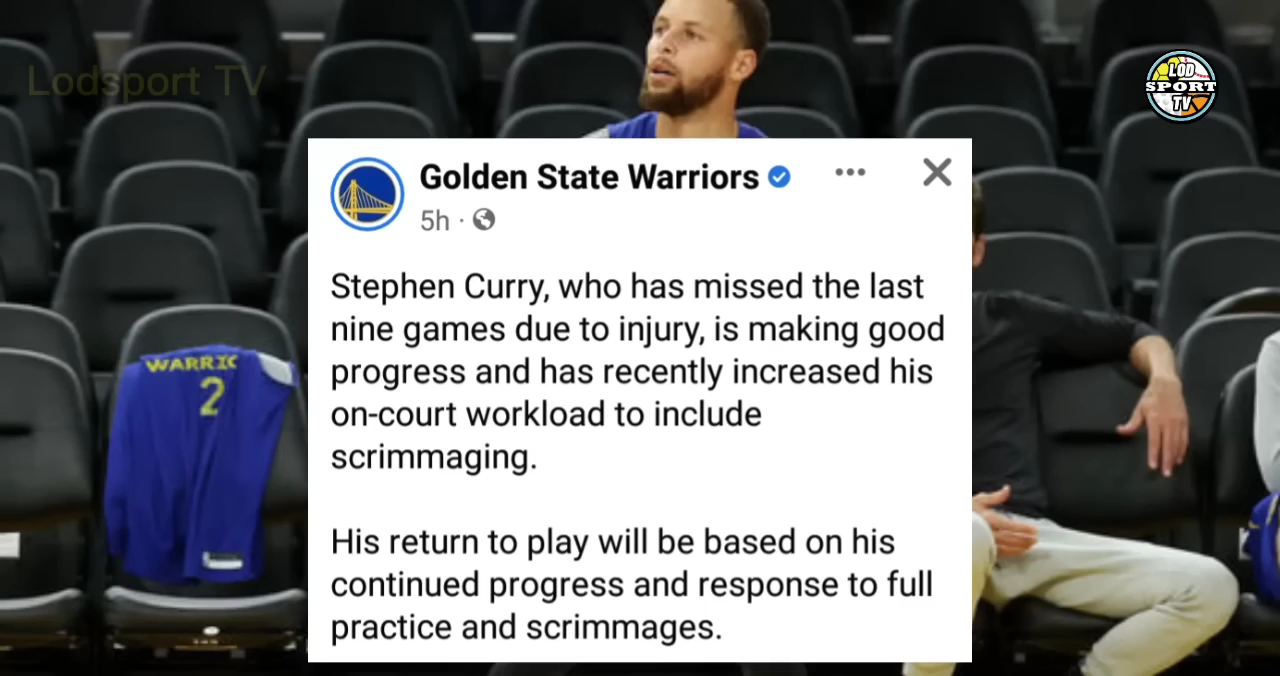 Lodsport TV
LOD
SPORT
TV
Golden State Warriors
5h
Stephen Curry, who has missed the last
nine games due to injury, is making good
progress and has recently increased his
on-court workload to include
scrimmaging.
His return to play will be based on his
continued progress and response to full
practice and scrimmages.
WARRIO
2